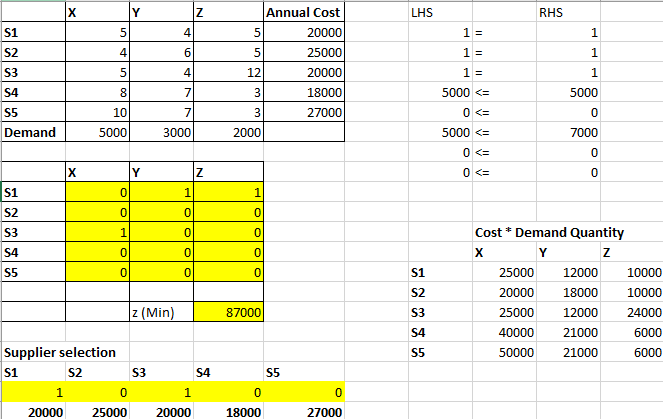 X Y Z Annual Cost LHS RHS
S1 5 4 5 20000 1 = 1
S2 4 6 5 25000 1 = 1
S3 5 4 12 20000 1 = 1
S4 8 7 3 18000 5000 <= 5000
S5 10 7 3 27000 0 <= 0
Demand 5000 3000 2000 5000 <= 7000
0 <= 0
X Y Z 0 <= 0
S1 0 1 1
S2 0 0 0
S3 1 0 0 Cost * Demand Quantity
S4 0 0 0 X Y Z
S5 0 0 0 S1 25000 12000 10000
S2 20000 18000 10000
z (Min) 87000 S3 25000 12000 24000
S4 40000 21000 6000
Supplier selection S5 50000 21000 6000
S1 S2 S3 S4 S5
1 0 1 0 0
20000 25000 20000 18000 27000